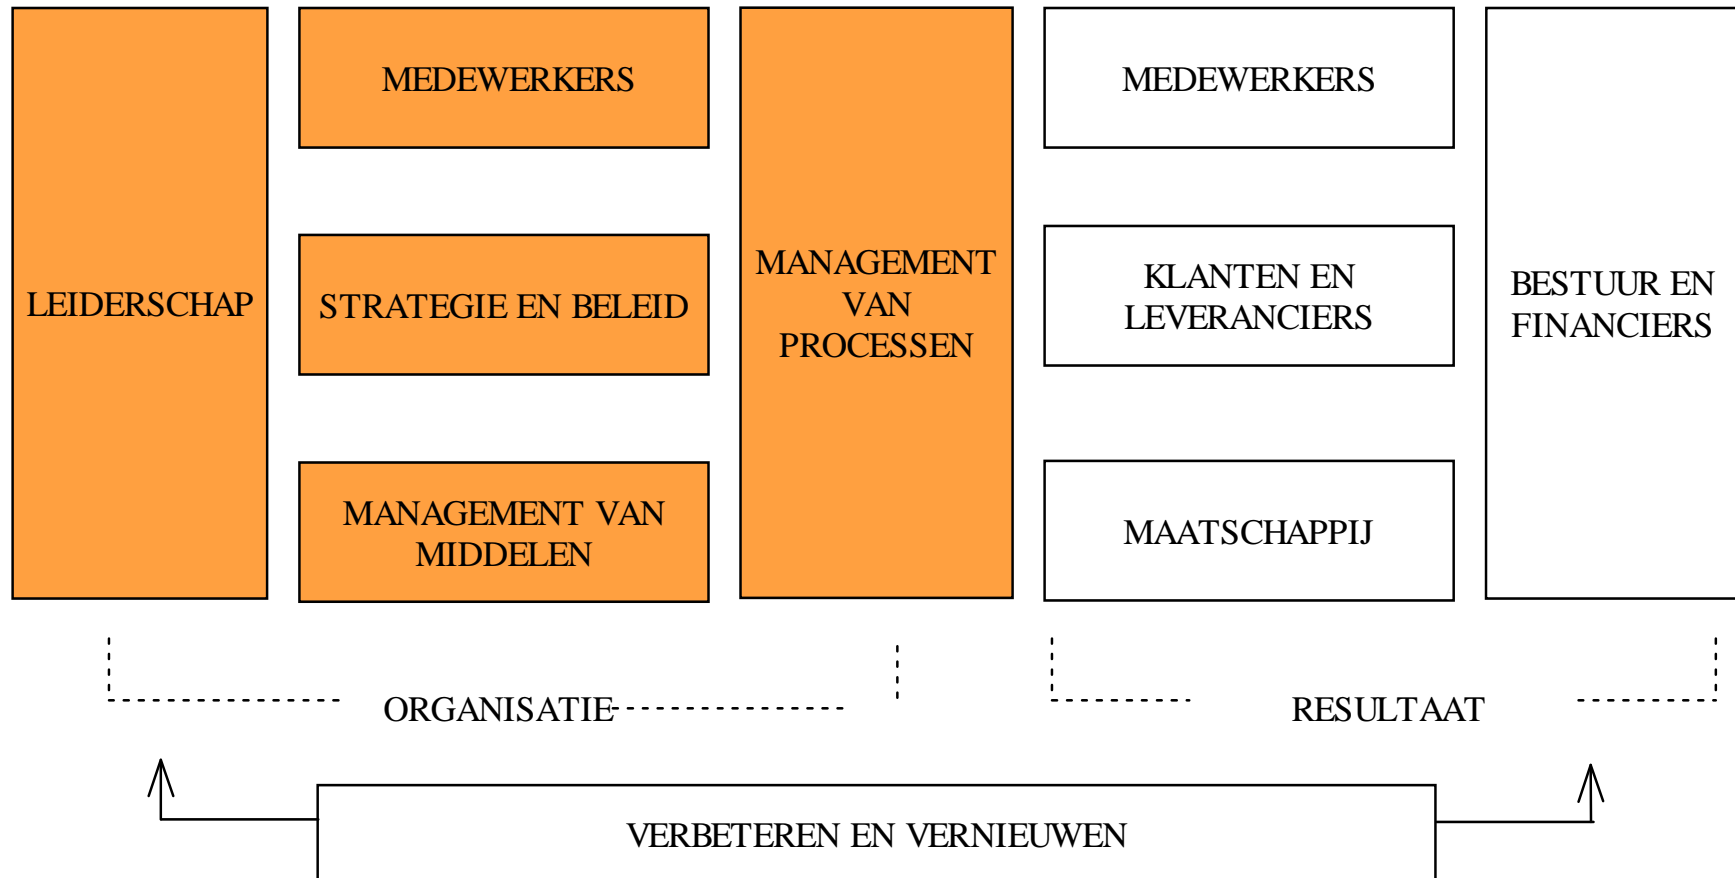 LEIDERSCHAP
MEDEWERKERS
STRATEGIE EN BELEID
MANAGEMENT VAN
MIDDELEN
MANAGEMENT
VAN
PROCESSEN
MEDEWERKERS
KLANTEN EN
LEVERANCIERS
MAATSCHAPPIJ
BESTUUR EN
FINANCIERS
ORGANISATIE
RESULTAAT
VERBETEREN EN VERNIEUWEN